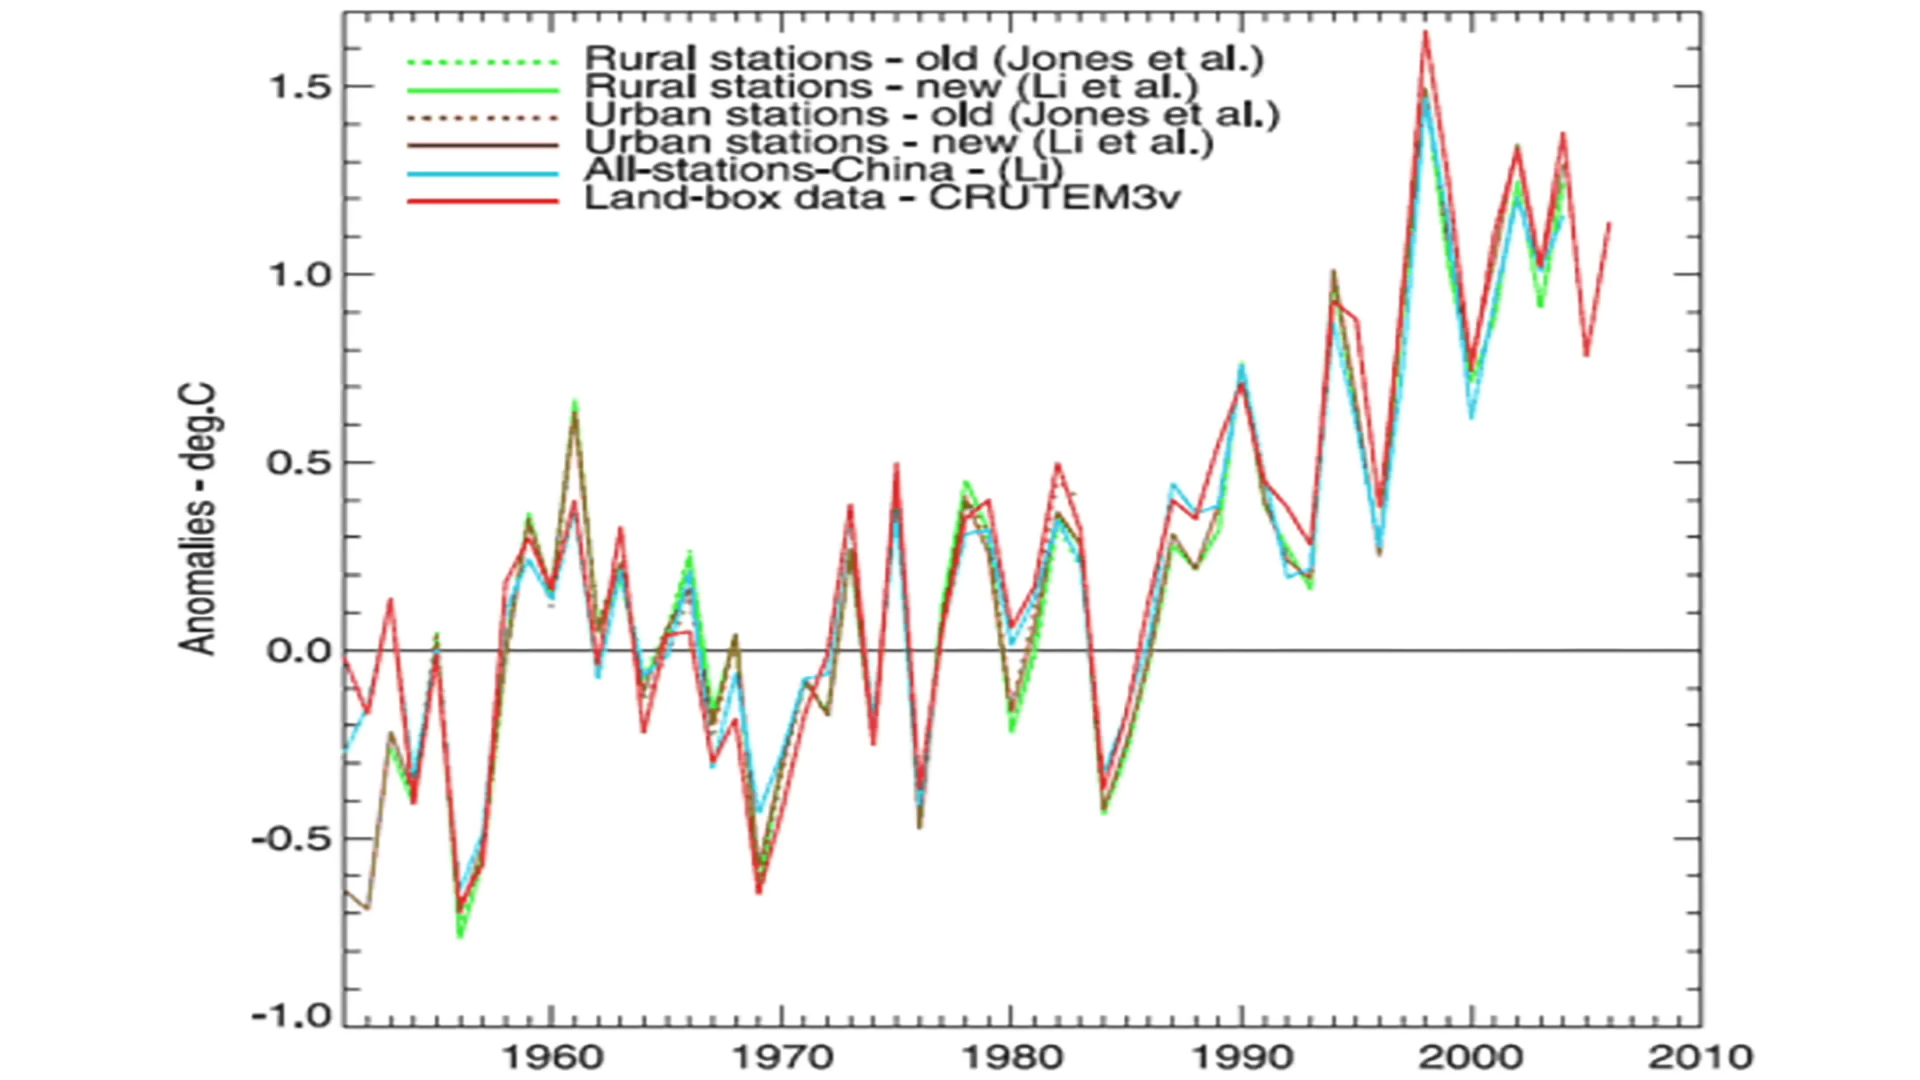 Rural stations - old (Jones et al.)
Rural stations - new (Li et al.)
Urban stations - old (Jones et al.)
Urban stations - new (Li et al.)
All-stations-China - (Li)
Land-box data - CRUTEM3v
1.5
1.0
0.5
0.0
-0.5
-1.0
Anomalies - deg.C
1960 1970 1980 1990 2000 2010